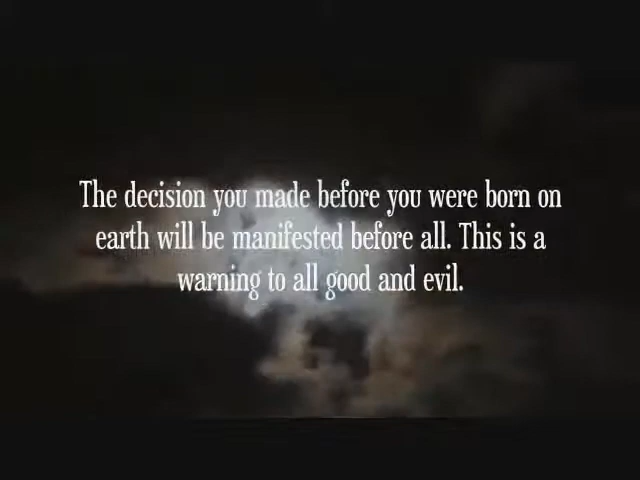 The decision you made before you were born on
earth will be manifested before all. This is a
warning to all good and evil.